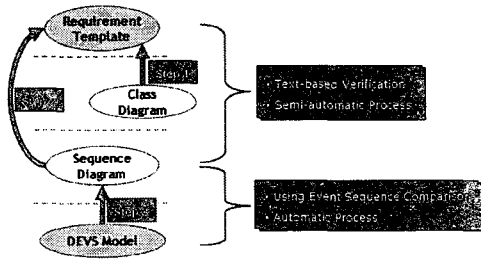 Requirement
Template
Step 1
Class
Diagram
Text-based Verification
Semi-automatic Process
Sequence
Diagram
Using Event Sequence Comparison
Automatic Process
DEVS Model